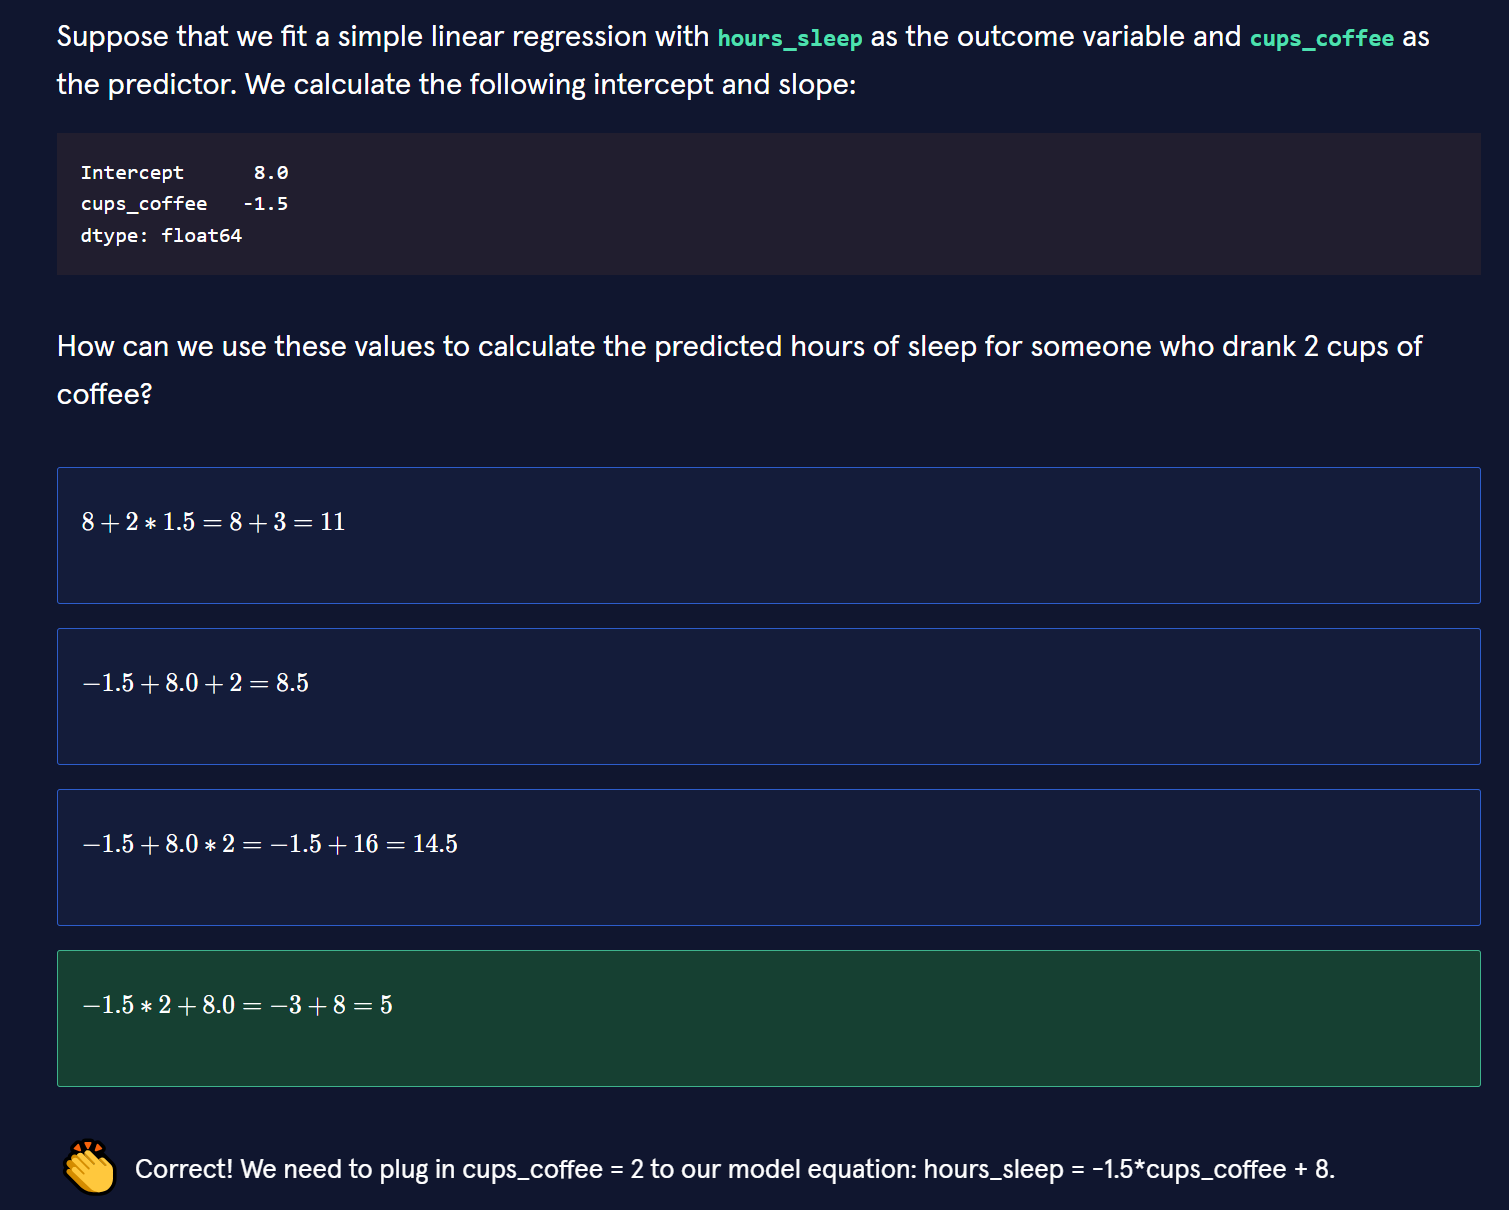 Suppose that we fit a simple linear regression with hours_sleep as the outcome variable and cups_coffee as
the predictor. We calculate the following intercept and slope:
Intercept 8.0
cups_coffee -1.5
dtype: float64
How can we use these values to calculate the predicted hours of sleep for someone who drank 2 cups of
coffee?
8 + 2 * 1.5 = 8 + 3 = 11
−1.5 + 8.0 + 2 = 8.5
−1.5 + 8.0 * 2 = −1.5 + 16 = 14.5
−1.5 * 2 + 8.0 = −3 + 8 = 5
Correct! We need to plug in cups_coffee = 2 to our model equation: hours_sleep = -1.5*cups_coffee + 8.